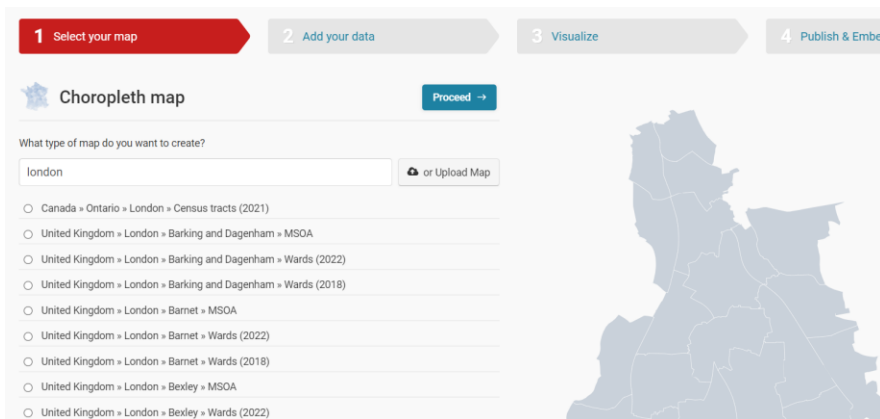 1 Select your map
2 Add your data
3 Visualize
4 Publish & Embe
Choropleth map
Proceed →
What type of map do you want to create?
london
or Upload Map
Canada » Ontario » London » Census tracts (2021)
United Kingdom » London » Barking and Dagenham » MSOA
United Kingdom » London » Barking and Dagenham » Wards (2022)
United Kingdom » London » Barking and Dagenham » Wards (2018)
United Kingdom » London » Barnet » MSOA
United Kingdom » London » Barnet » Wards (2022)
United Kingdom » London » Barnet » Wards (2018)
United Kingdom » London » Bexley » MSOA
United Kingdom » London » Bexley » Wards (2022)